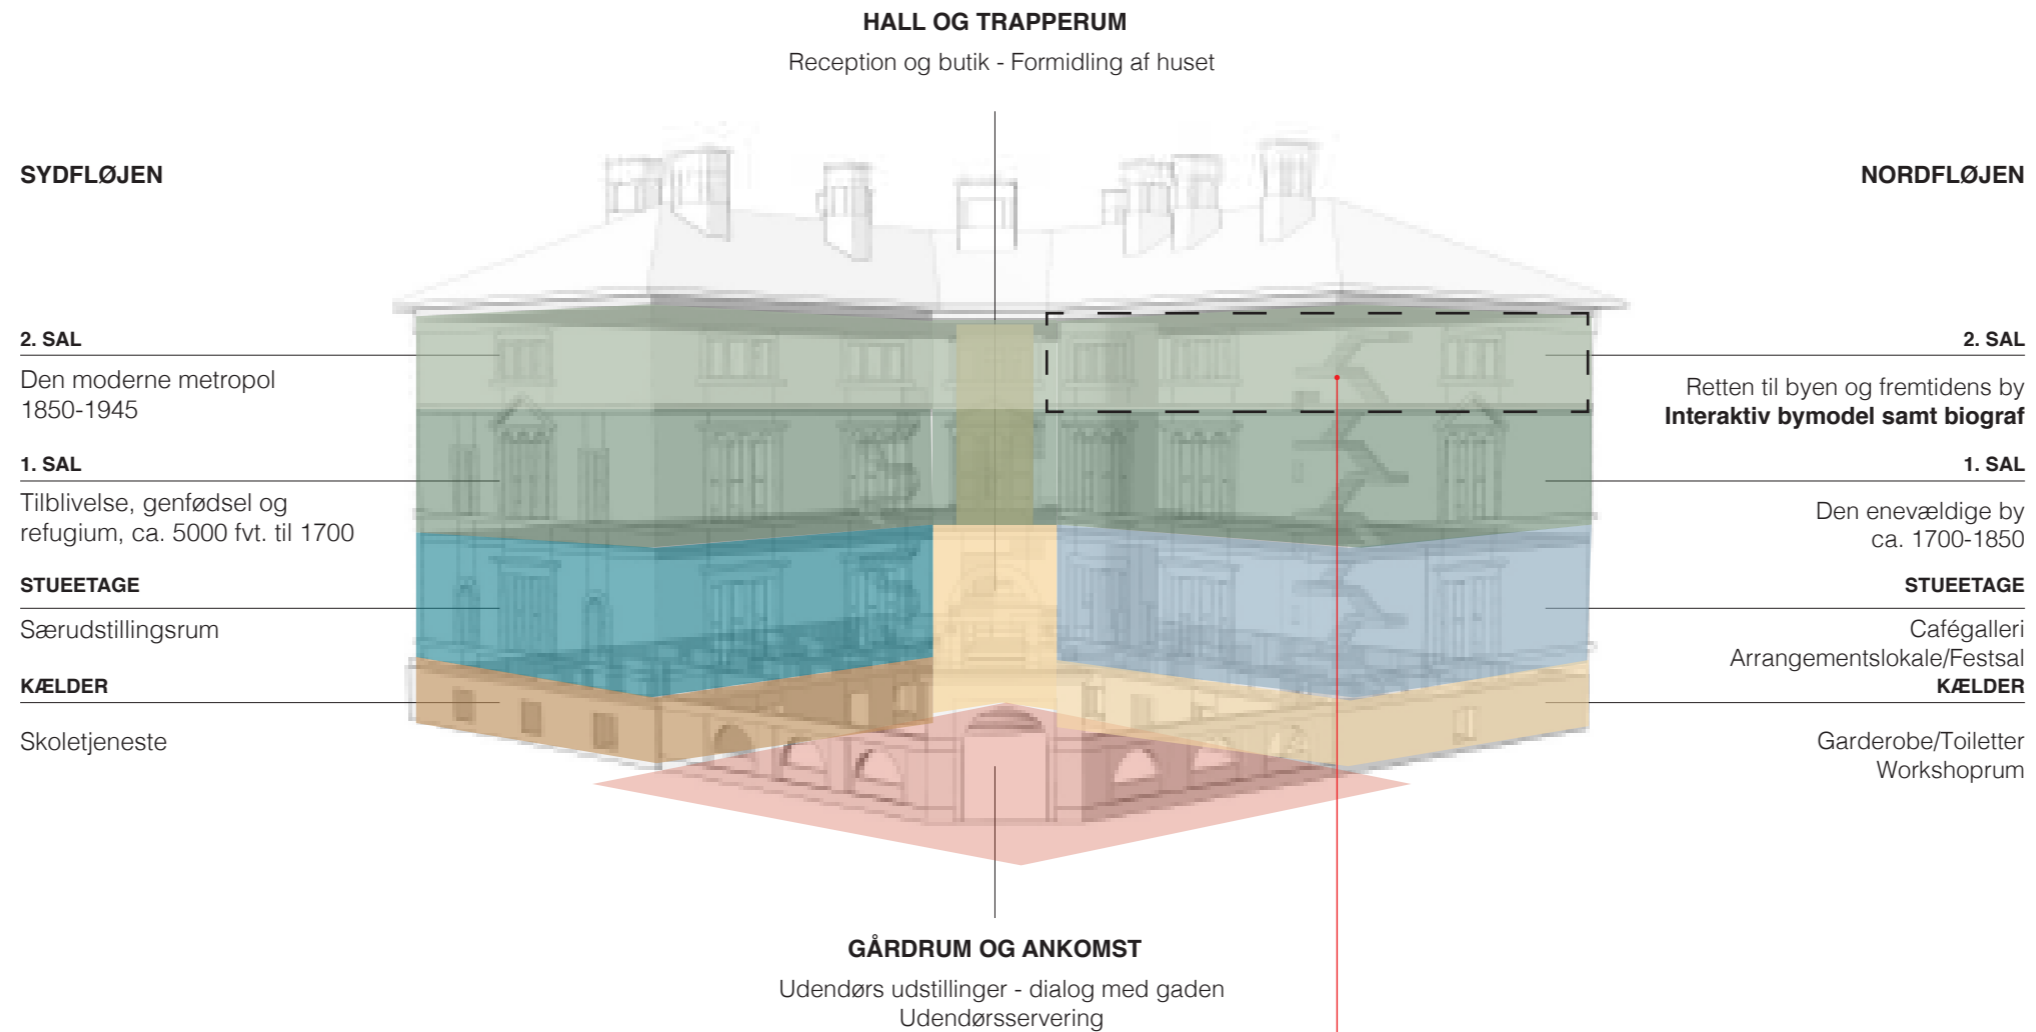 HALL OG TRAPPERUM
Reception og butik - Formidling af huset
SYDFLØJEN
2. SAL
Den moderne metropol
1850-1945
1. SAL
Tilblivelse, genfødsel og
refugium, ca. 5000 fvt. til 1700
STUEETAGE
Særudstillingsrum
KÆLDER
Skoletjeneste
NORDFLØJEN
2. SAL
Retten til byen og fremtidens by
Interaktiv bymodel samt biograf
1. SAL
Den enevældige by
ca. 1700-1850
STUEETAGE
Cafégalleri
Arrangementslokale/Festsal
KÆLDER
Garderobe/Toiletter
Workshoprum
GÅRDRUM OG ANKOMST
Udendørs udstillinger - dialog med gaden
Udendørsservering